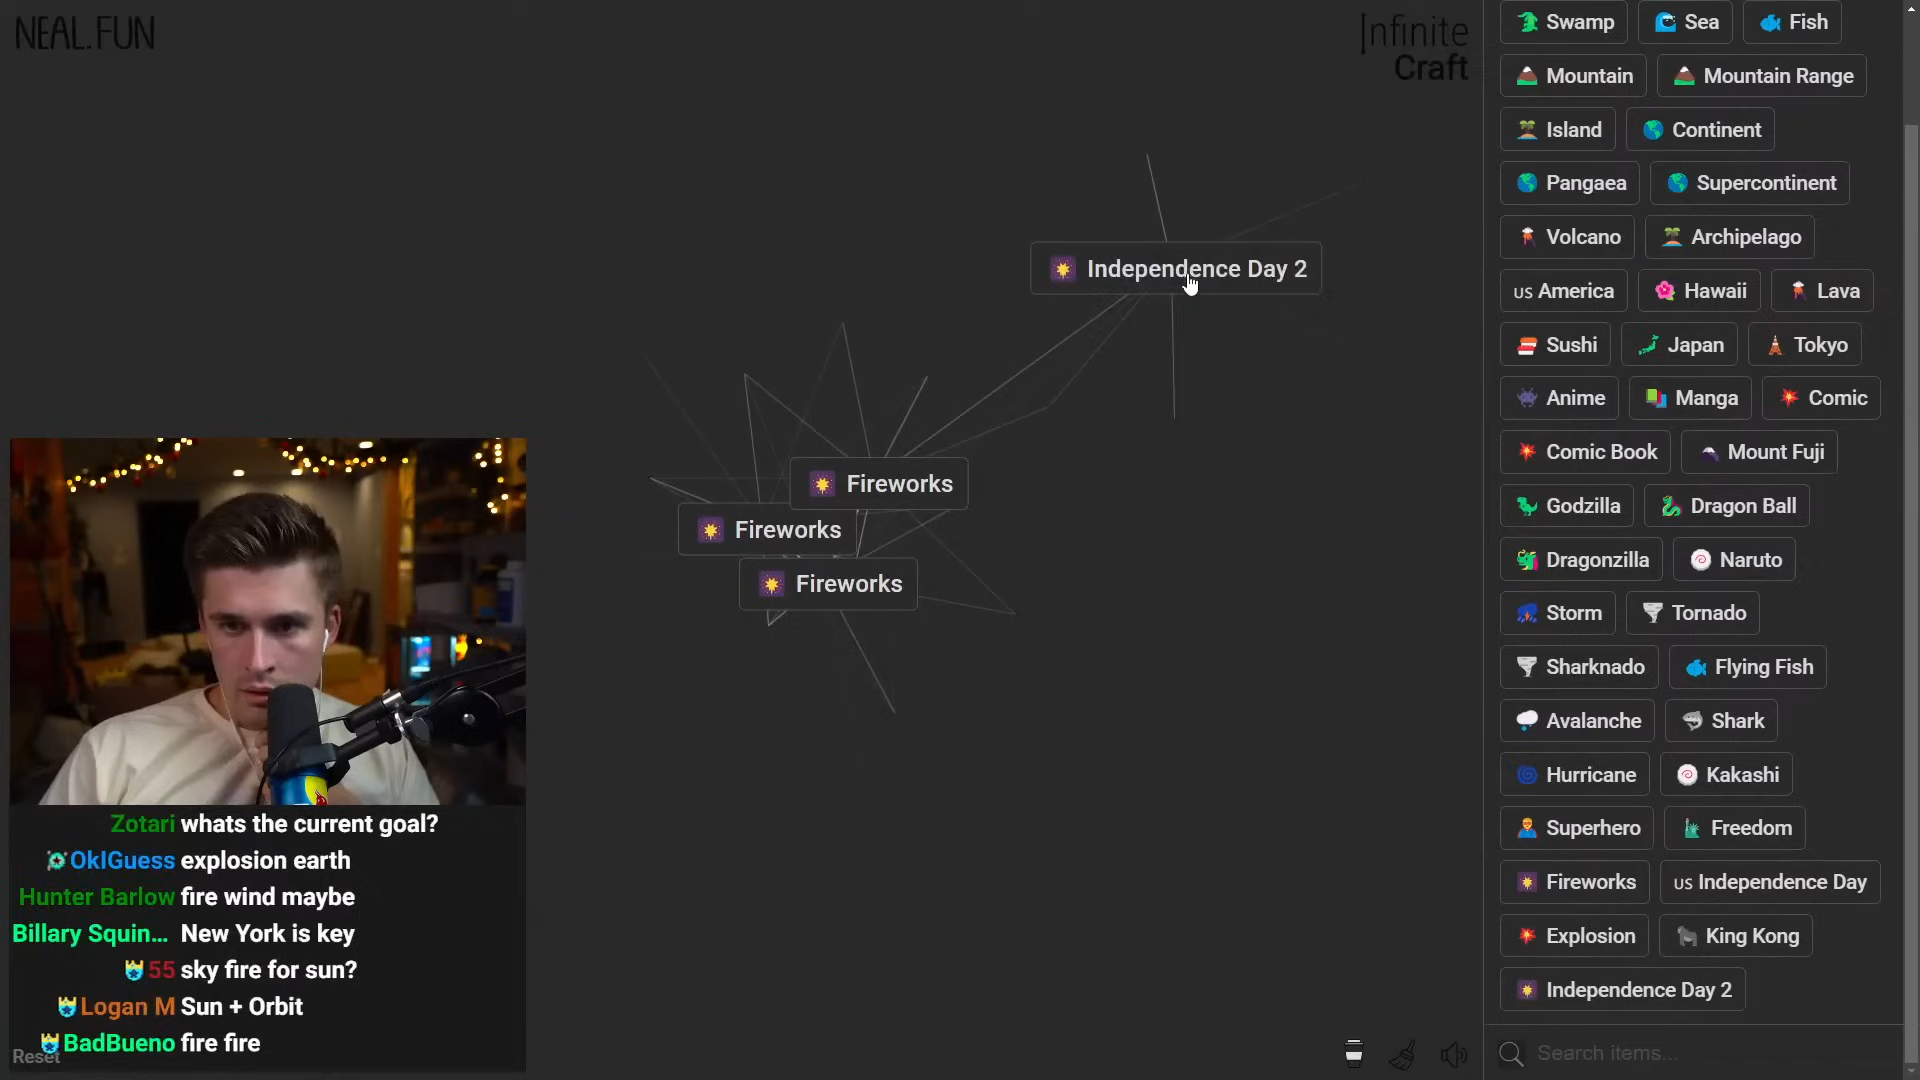 NEAL.FUN
Infinite
Craft
Independence Day 2
Fireworks
Fireworks
Fireworks
Zotari whats the current goal?
OkIGuess explosion earth
Hunter Barlow fire wind maybe
Billary Squin... New York is key
55 sky fire for sun?
Logan M Sun + Orbit
BadBueno fire fire
Reset
Swamp Sea Fish
Mountain Mountain Range
Island Continent
Pangaea Supercontinent
Volcano Archipelago
US America Hawaii Lava
Sushi Japan Tokyo
Anime Manga Comic
Comic Book Mount Fuji
Godzilla Dragon Ball
Dragonzilla Naruto
Storm Tornado
Sharknado Flying Fish
Avalanche Shark
Hurricane Kakashi
Superhero Freedom
Fireworks US Independence Day
Explosion King Kong
Independence Day 2
Search items...